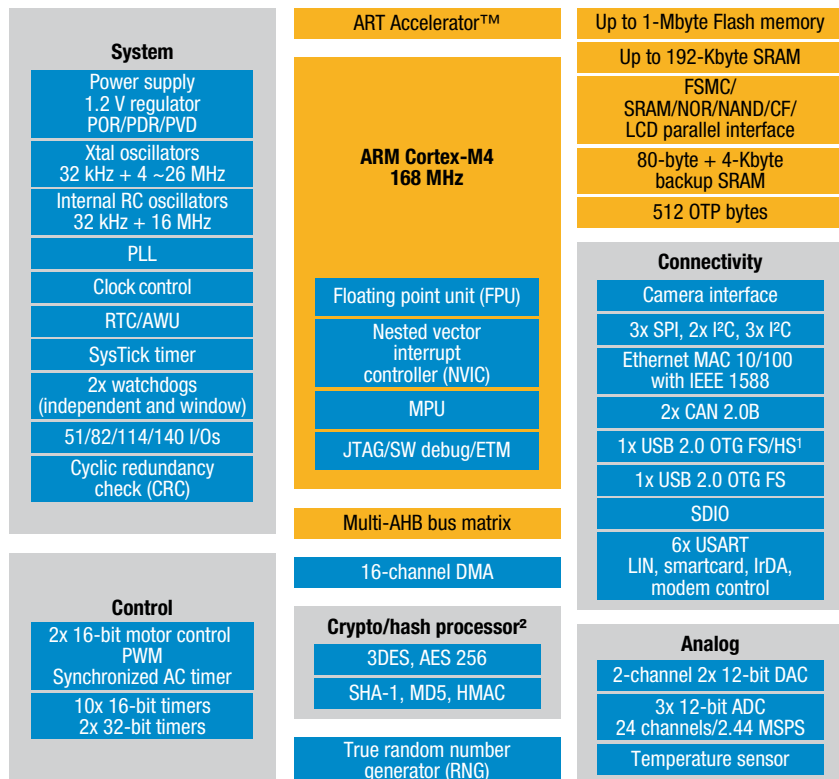 System
Power supply
1.2 V regulator
POR/PDR/PVD
Xtal oscillators
32 kHz + 4 ~26 MHz
Internal RC oscillators
32 kHz + 16 MHz
PLL
Clock control
RTC/AWU
SysTick timer
2x watchdogs
(independent and window)
51/82/114/140 I/Os
Cyclic redundancy
check (CRC)
Control
2x 16-bit motor control
PWM
Synchronized AC timer
10x 16-bit timers
2x 32-bit timers
ART Accelerator™
ARM Cortex-M4
168 MHz
Floating point unit (FPU)
Nested vector
interrupt
controller (NVIC)
MPU
JTAG/SW debug/ETM
Multi-AHB bus matrix
16-channel DMA
Crypto/hash processor²
3DES, AES 256
SHA-1, MD5, HMAC
True random number
generator (RNG)
Up to 1-Mbyte Flash memory
Up to 192-Kbyte SRAM
FSMC/
SRAM/NOR/NAND/CF/
LCD parallel interface
80-byte + 4-Kbyte
backup SRAM
512 OTP bytes
Connectivity
Camera interface
3x SPI, 2x I²C, 3x I²C
Ethernet MAC 10/100
with IEEE 1588
2x CAN 2.0B
1x USB 2.0 OTG FS/HS¹
1x USB 2.0 OTG FS
SDIO
6x USART
LIN, smartcard, IrDA,
modem control
Analog
2-channel 2x 12-bit DAC
3x 12-bit ADC
24 channels/2.44 MSPS
Temperature sensor